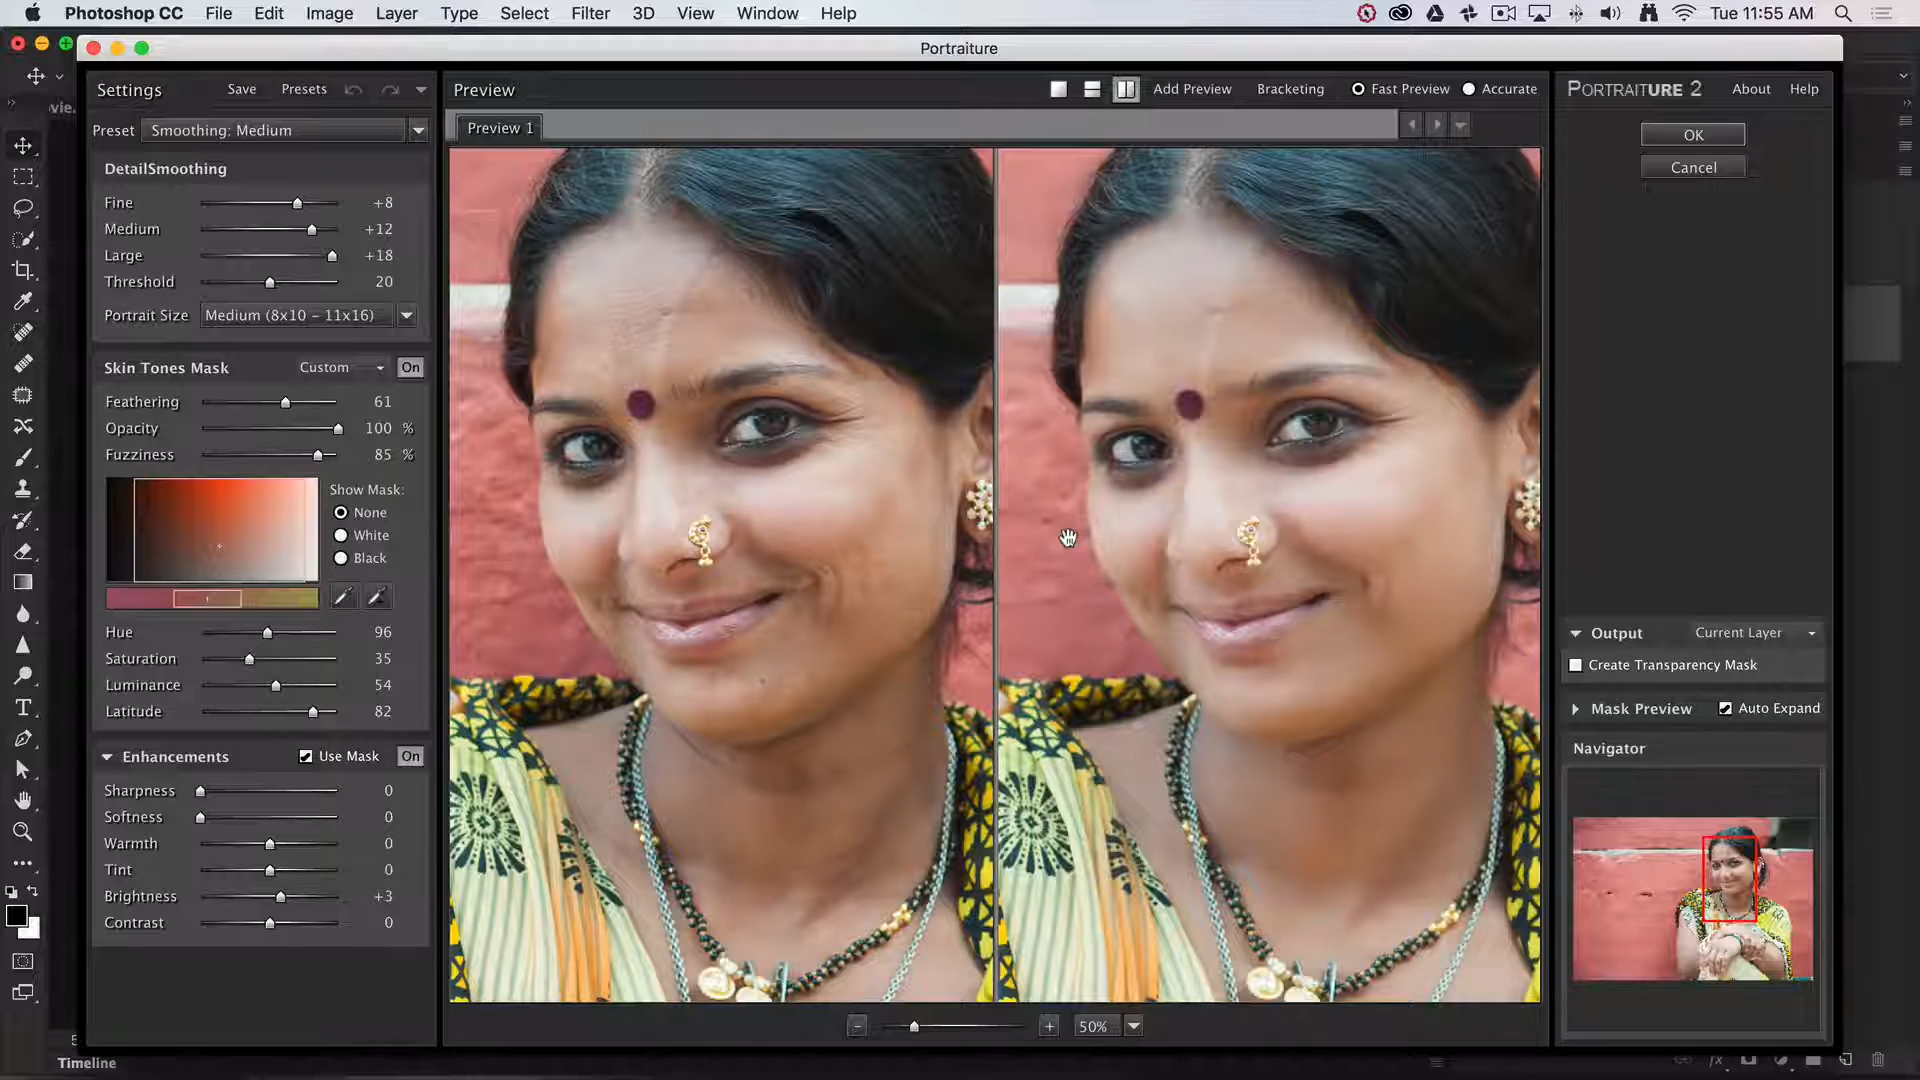 Photoshop CC File Edit Image Layer Type Select Filter 3D View Window Help Tue 11:55 AM
Portraiture
Settings Save Presets
Preset Smoothing: Medium
DetailSmoothing
Fine +8
Medium +12
Large +18
Threshold 20
Portrait Size Medium (8x10 – 11x16)
Skin Tones Mask Custom On
Feathering 61
Opacity 100 %
Fuzziness 85 %
Show Mask:
None
White
Black
Hue 96
Saturation 35
Luminance 54
Latitude 82
Enhancements Use Mask On
Sharpness 0
Softness 0
Warmth 0
Tint 0
Brightness +3
Contrast 0
Preview Add Preview Bracketing Fast Preview Accurate
Preview 1
50%
PORTRAITURE 2 About Help
OK
Cancel
Output Current Layer
Create Transparency Mask
Mask Preview Auto Expand
Navigator
Timeline
fx